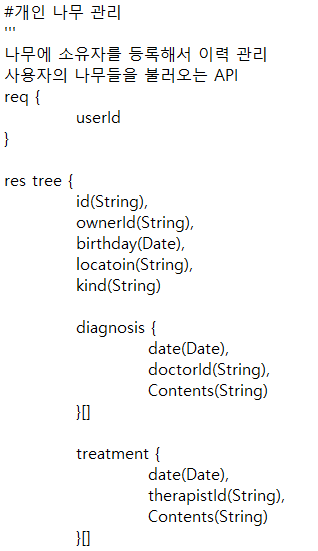 #개인 나무 관리
'''
나무에 소유자를 등록해서 이력 관리
사용자의 나무들을 불러오는 API
req {
userId
}
res tree {
id(String),
ownerId(String),
birthday(Date),
locatoin(String),
kind(String)
diagnosis {
date(Date),
doctorId(String),
Contents(String)
}[]
treatment {
date(Date),
therapistId(String),
Contents(String)
}[]